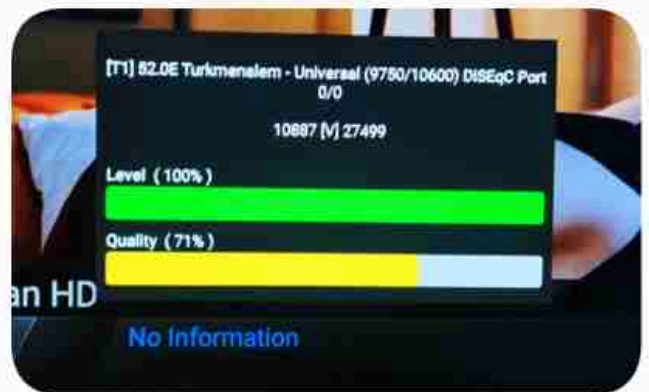 [T1] 52.0E Turkmenalem - Universal (9750/10600) DiSEqC Port
0/0
10887 [V] 27499
Level (100%)
Quality (71%)
an HD
No Information